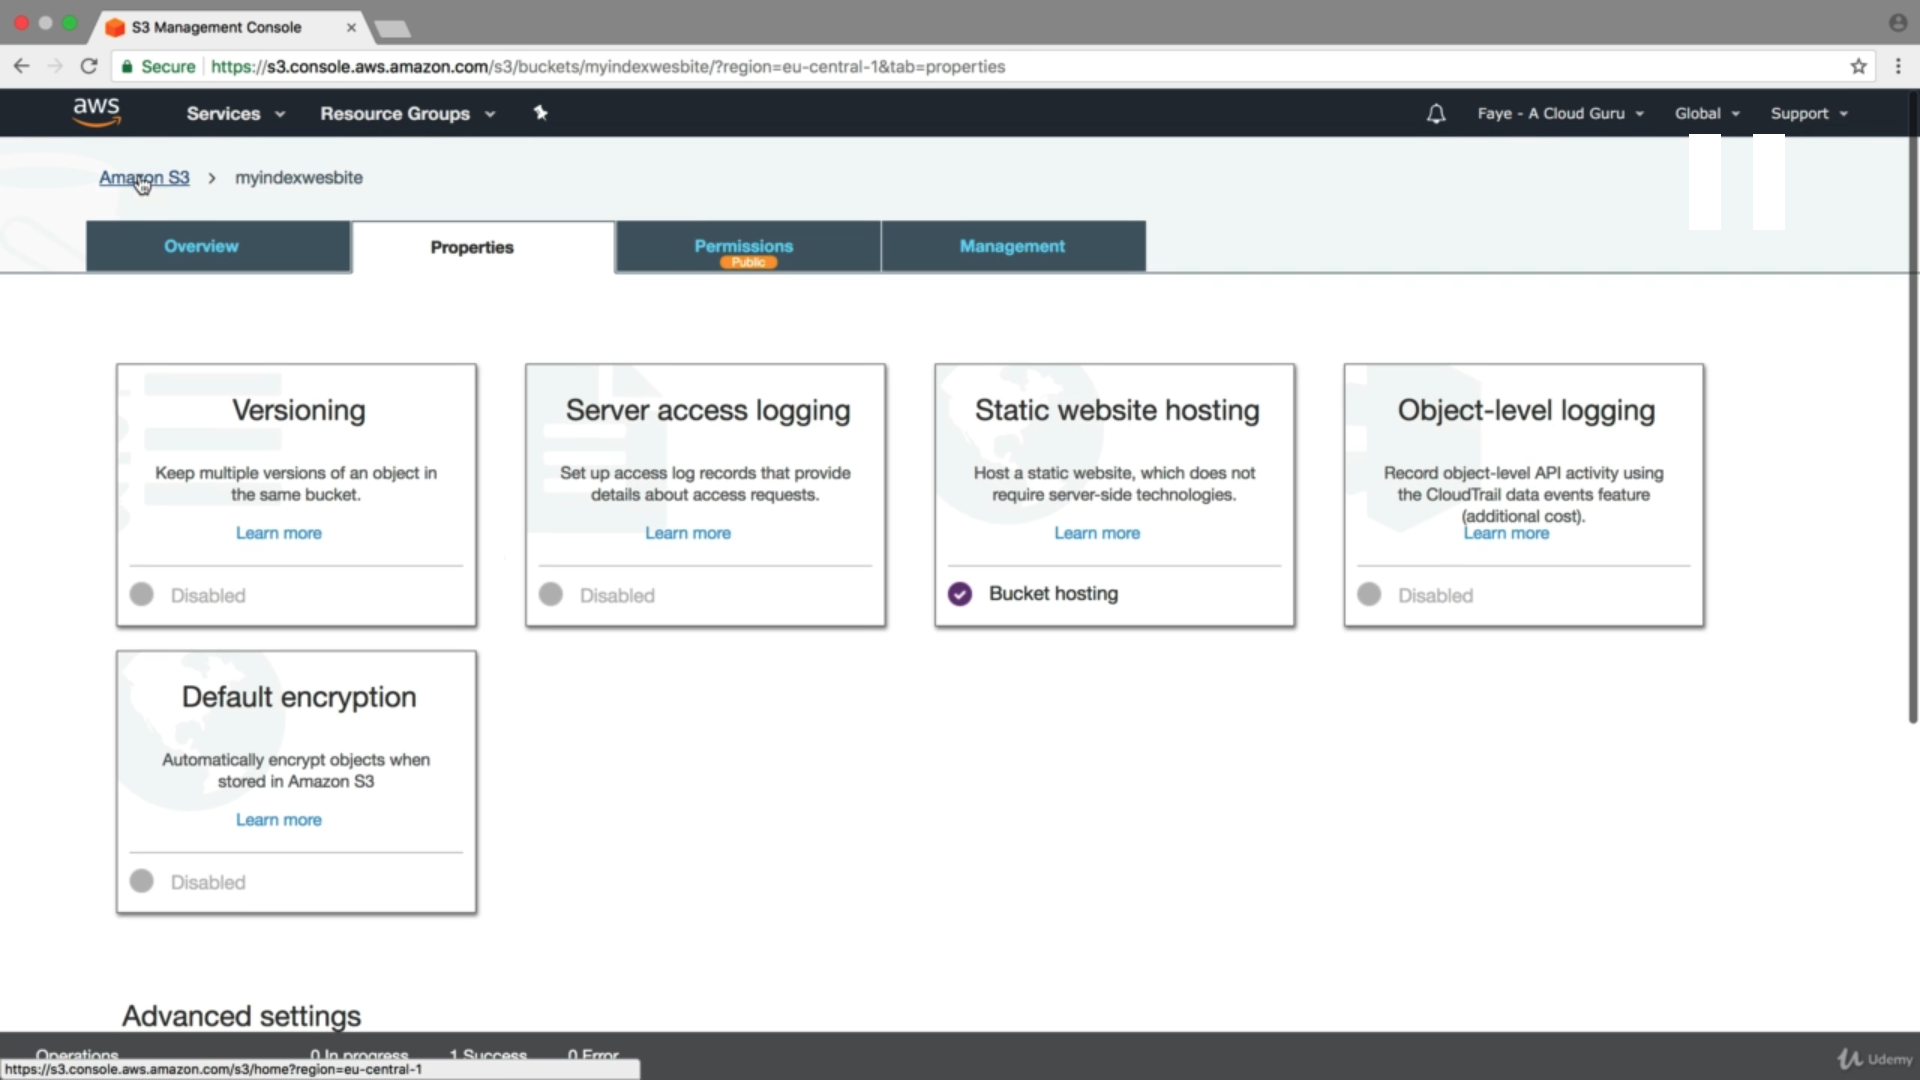 S3 Management Console
Secure https://s3.console.aws.amazon.com/s3/buckets/myindexwesbite/?region=eu-central-1&tab=properties
aws Services Resource Groups Faye - A Cloud Guru Global Support
Amazon S3 > myindexwesbite
Overview Properties Permissions Management
Public
Versioning
Keep multiple versions of an object in
the same bucket.
Learn more
Disabled
Server access logging
Set up access log records that provide
details about access requests.
Learn more
Disabled
Static website hosting
Host a static website, which does not
require server-side technologies.
Learn more
Bucket hosting
Object-level logging
Record object-level API activity using
the CloudTrail data events feature
(additional cost).
Learn more
Disabled
Default encryption
Automatically encrypt objects when
stored in Amazon S3
Learn more
Disabled
Advanced settings
Operations 0 In progress 1 Success 0 Error
https://s3.console.aws.amazon.com/s3/home?region=eu-central-1
Udemy